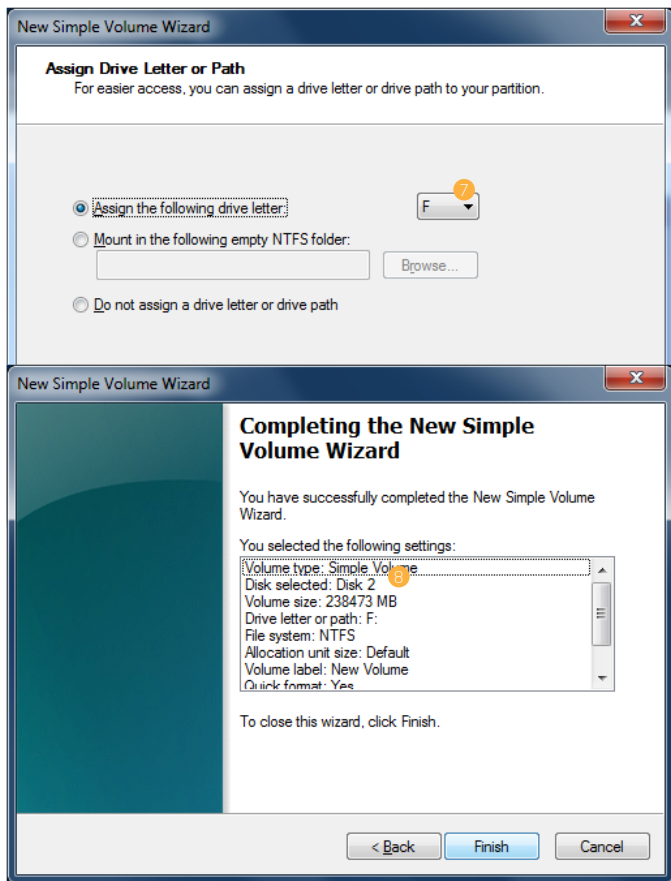 New Simple Volume Wizard
x
Assign Drive Letter or Path
For easier access, you can assign a drive letter or drive path to your partition.
7
Assign the following drive letter: F
Mount in the following empty NTFS folder:
Browse...
Do not assign a drive letter or drive path
New Simple Volume Wizard
x
Completing the New Simple
Volume Wizard
You have successfully completed the New Simple Volume
Wizard.
You selected the following settings:
Volume type: Simple Volume
8
Disk selected: Disk 2
Volume size: 238473 MB
Drive letter or path: F:
File system: NTFS
Allocation unit size: Default
Volume label: New Volume
Quick format: Yes
To close this wizard, click Finish.
< Back Finish Cancel